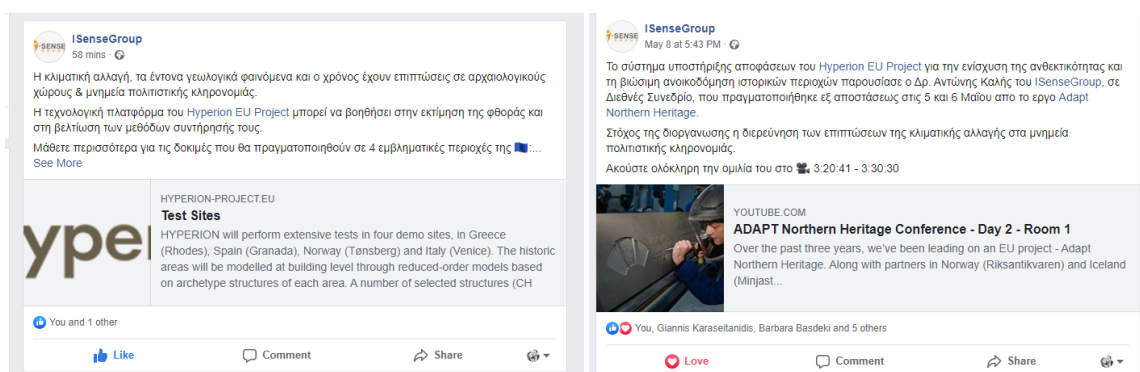 I-SENSE
GROUP
ISenseGroup
58 mins ·
Η κλιματική αλλαγή, τα έντονα γεωλογικά φαινόμενα και ο χρόνος έχουν επιπτώσεις σε αρχαιολογικούς
χώρους & μνημεία πολιτιστικής κληρονομιάς.
Η τεχνολογική πλατφόρμα του Hyperion EU Project μπορεί να βοηθήσει στην εκτίμηση της φθοράς και
στη βελτίωση των μεθόδων συντήρησής τους.
Μάθετε περισσότερα για τις δοκιμές που θα πραγματοποιηθούν σε 4 εμβληματικές περιοχές της 🇪🇺:...
See More
yper
HYPERION-PROJECT.EU
Test Sites
HYPERION will perform extensive tests in four demo sites, in Greece
(Rhodes), Spain (Granada), Norway (Tønsberg) and Italy (Venice). The historic
areas will be modelled at building level through reduced-order models based
on archetype structures of each area. A number of selected structures (CH
You and 1 other
Like
Comment
Share
I-SENSE
GROUP
ISenseGroup
May 8 at 5:43 PM ·
Το σύστημα υποστήριξης αποφάσεων του Hyperion EU Project για την ενίσχυση της ανθεκτικότητας και
τη βιώσιμη ανοικοδόμηση ιστορικών περιοχών παρουσίασε ο Δρ. Αντώνης Καλής του ISenseGroup, σε
Διεθνές Συνεδρίο, που πραγματοποιήθηκε εξ αποστάσεως στις 5 και 6 Μαΐου απο το εργο Adapt
Northern Heritage.
Στόχος της διοργανωσης η διερεύνηση των επιπτώσεων της κλιματικής αλλαγής στα μνημεία
πολιτιστικής κληρονομιάς.
Ακούστε ολόκληρη την ομιλία του στο 🎥 3:20:41 - 3:30:30
YOUTUBE.COM
ADAPT Northern Heritage Conference - Day 2 - Room 1
Over the past three years, we've been leading on an EU project - Adapt
Northern Heritage. Along with partners in Norway (Riksantikvaren) and Iceland
(Minjast...
You, Giannis Karaseitanidis, Barbara Basdeki and 5 others
Love
Comment
Share